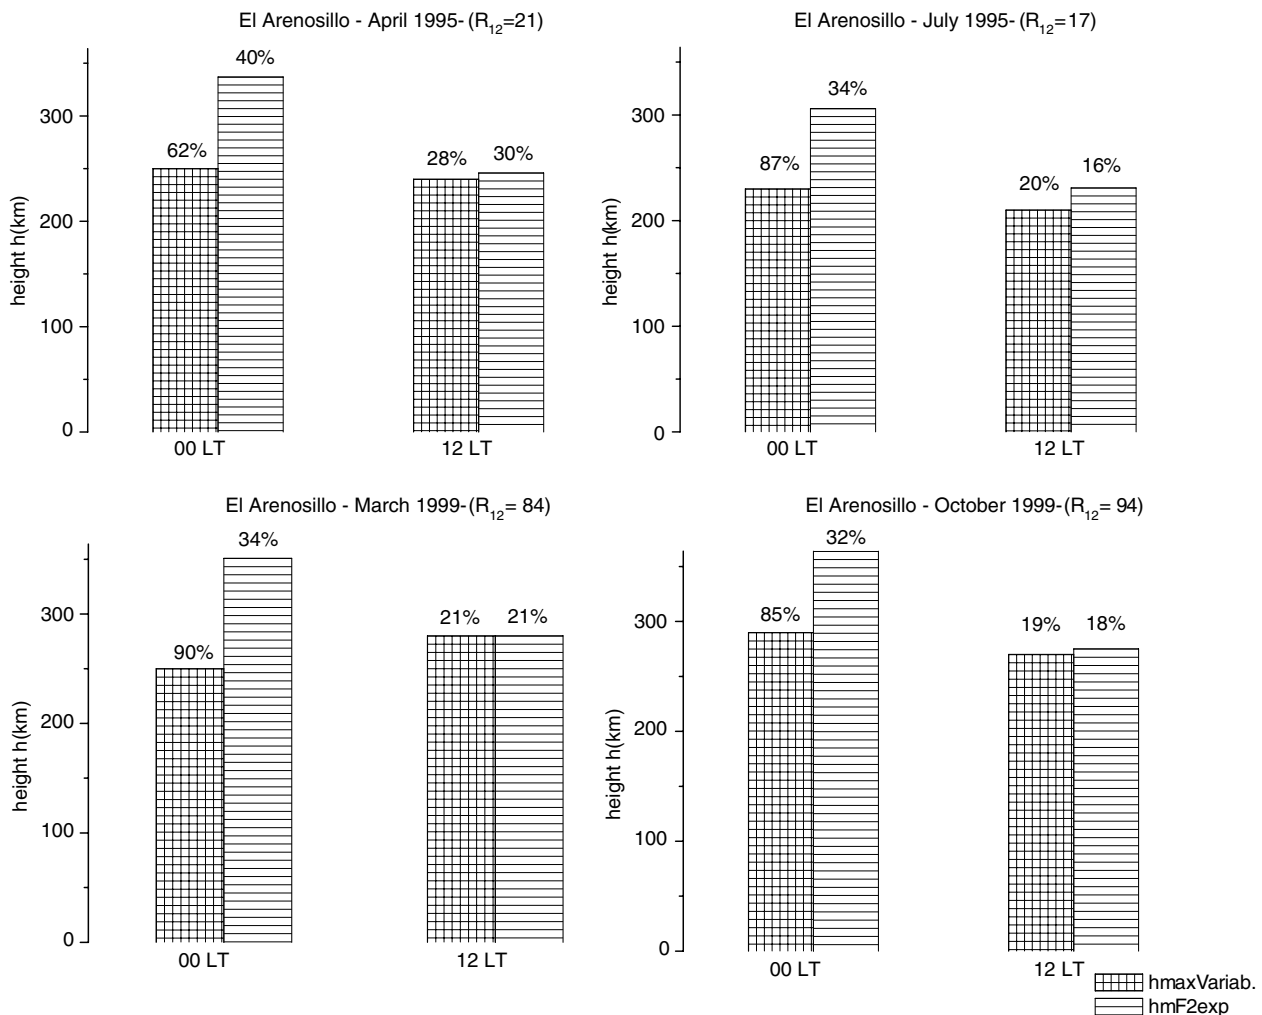 El Arenosillo - April 1995- (R12=21)
40%
300
62%
28%
30%
200
100
0
height h(km)
00 LT
12 LT
El Arenosillo - July 1995- (R12=17)
34%
300
87%
20%
16%
200
100
0
height h(km)
00 LT
12 LT
El Arenosillo - March 1999-(R12= 84)
34%
300
90%
21%
21%
200
100
0
height h(km)
00 LT
12 LT
El Arenosillo - October 1999-(R12= 94)
32%
300
85%
19%
18%
200
100
0
height h(km)
00 LT
12 LT
hmaxVariab.
hmF2exp